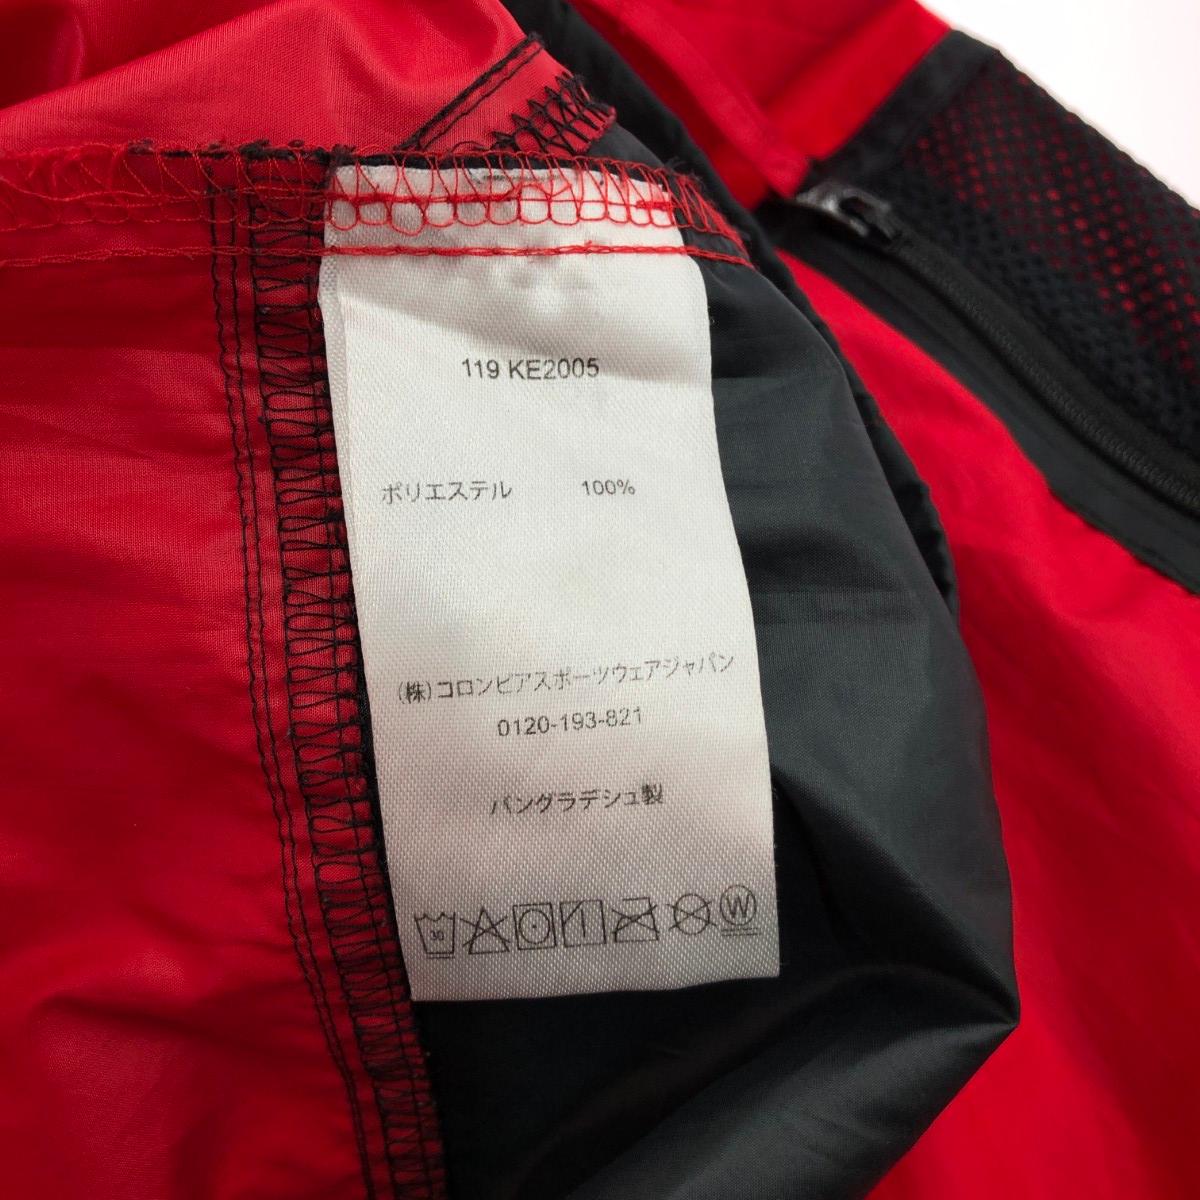 119 KE2005
ポリエステル 100%
(株)コロンビアスポーツウェアジャパン
0120-193-821
バングラデシュ製
30 W